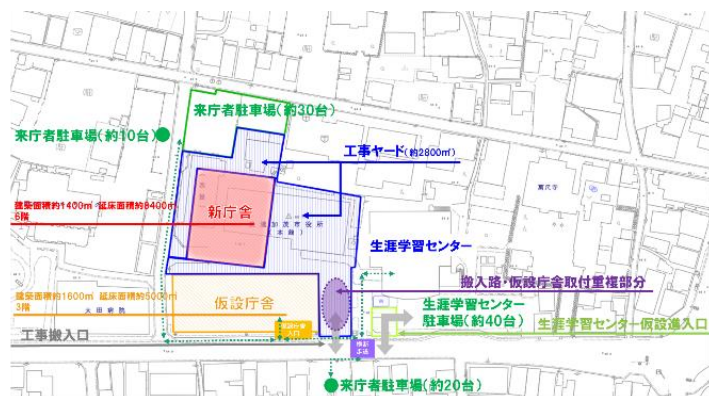 来庁者駐車場(約30台)
来庁者駐車場(約10台)
工事ヤード(約2800㎡)
建築面積約1400㎡ 延床面積約8400㎡
6階
新庁舎
生涯学習センター
搬入路・仮設庁舎取付重複部分
建築面積約1600㎡ 延床面積約5000㎡
3階
仮設庁舎
太田病院
生涯学習センター
駐車場(約40台)
生涯学習センター仮設進入口
工事搬入口
来庁者駐車場(約20台)